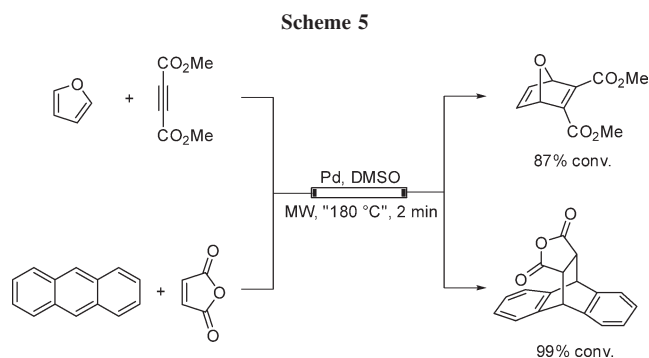 Scheme 5
O
+
CO2Me
CO2Me
O
CO2Me
CO2Me
87% conv.
Pd, DMSO
MW, "180 °C", 2 min
+
O
O
O
O
O
O
99% conv.